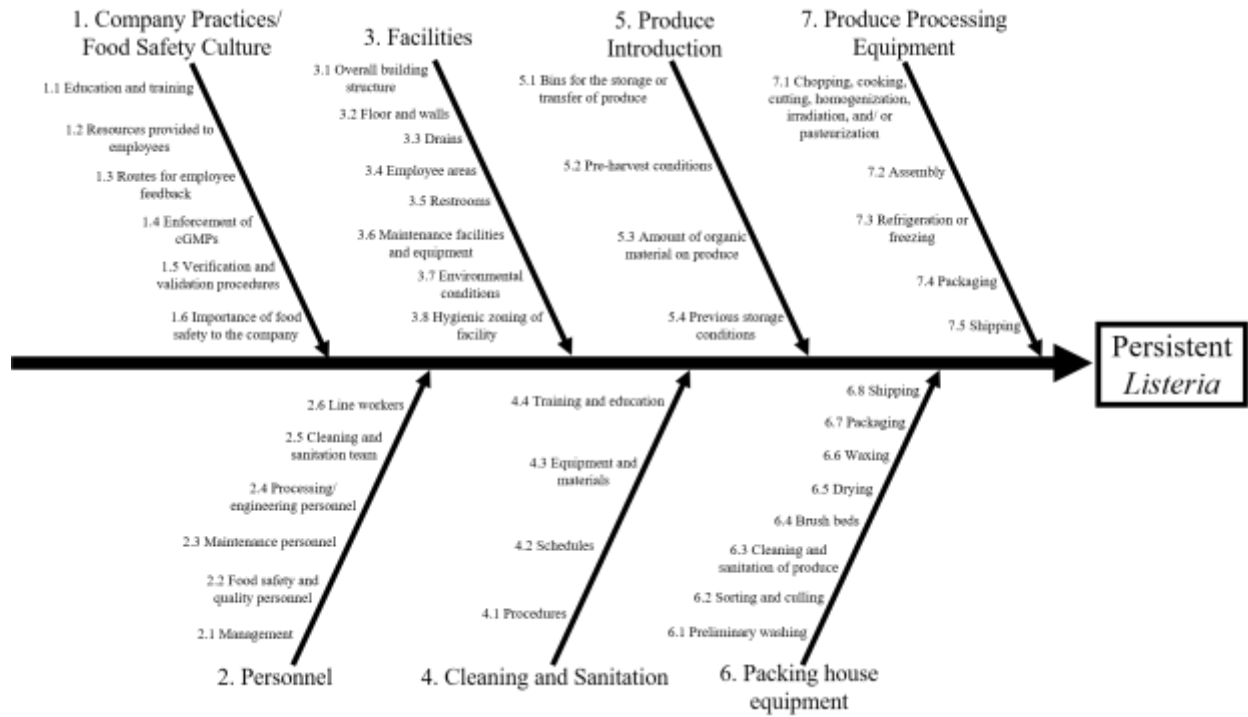 1. Company Practices/
Food Safety Culture
1.1 Education and training
1.2 Resources provided to
employees
1.3 Routes for employee
feedback
1.4 Enforcement of
cGMPs
1.5 Verification and
validation procedures
1.6 Importance of food
safety to the company
3. Facilities
3.1 Overall building
structure
3.2 Floor and walls
3.3 Drains
3.4 Employee areas
3.5 Restrooms
3.6 Maintenance facilities
and equipment
3.7 Environmental
conditions
3.8 Hygienic zoning of
facility
5. Produce
Introduction
5.1 Bins for the storage or
transfer of produce
5.2 Pre-harvest conditions
5.3 Amount of organic
material on produce
5.4 Previous storage
conditions
7. Produce Processing
Equipment
7.1 Chopping, cooking,
cutting, homogenization,
irradiation, and/ or
pasteurization
7.2 Assembly
7.3 Refrigeration or
freezing
7.4 Packaging
7.5 Shipping
Persistent
Listeria
2.6 Line workers
2.5 Cleaning and
sanitation team
2.4 Processing/
engineering personnel
2.3 Maintenance personnel
2.2 Food safety and
quality personnel
2.1 Management
2. Personnel
4.4 Training and education
4.3 Equipment and
materials
4.2 Schedules
4.1 Procedures
4. Cleaning and Sanitation
6.8 Shipping
6.7 Packaging
6.6 Waxing
6.5 Drying
6.4 Brush beds
6.3 Cleaning and
sanitation of produce
6.2 Sorting and culling
6.1 Preliminary washing
6. Packing house
equipment